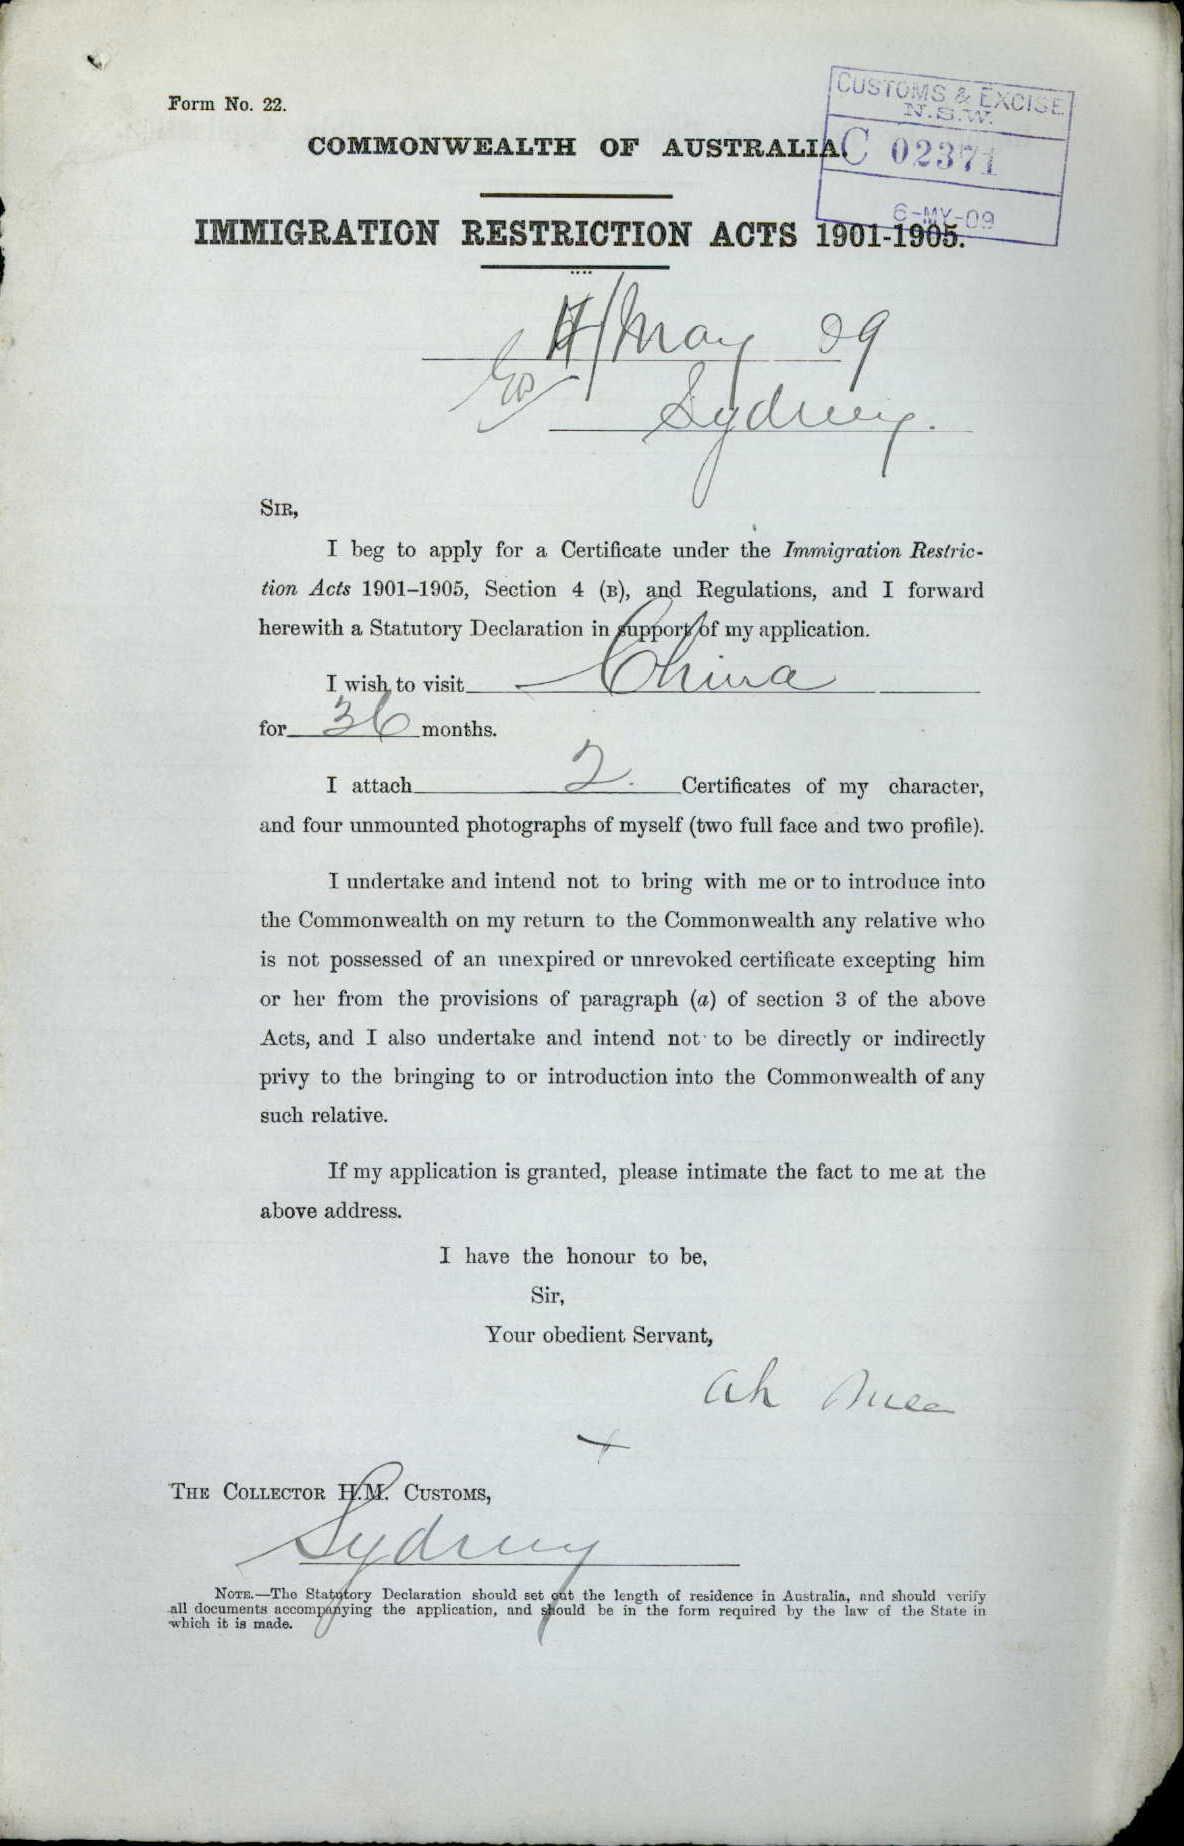 Form No. 22.
CUSTOMS & EXCISE
N.S.W.
C 02371
6-MY-09
COMMONWEALTH OF AUSTRALIA.
IMMIGRATION RESTRICTION ACTS 1901-1905.
May 09
Sydney.
SIR,
I beg to apply for a Certificate under the Immigration Restric-
tion Acts 1901-1905, Section 4 (B), and Regulations, and I forward
herewith a Statutory Declaration in support of my application.
I wish to visit China
for 36 months.
I attach 2. Certificates of my character,
and four unmounted photographs of myself (two full face and two profile).
I undertake and intend not to bring with me or to introduce into
the Commonwealth on my return to the Commonwealth any relative who
is not possessed of an unexpired or unrevoked certificate excepting him
or her from the provisions of paragraph (a) of section 3 of the above
Acts, and I also undertake and intend not to be directly or indirectly
privy to the bringing to or introduction into the Commonwealth of any
such relative.
If my application is granted, please intimate the fact to me at the
above address.
I have the honour to be,
Sir,
Your obedient Servant,
Ah
THE COLLECTOR H.M. CUSTOMS,
Sydney
NOTE.—The Statutory Declaration should set out the length of residence in Australia, and should verify
all documents accompanying the application, and should be in the form required by the law of the State in
which it is made.